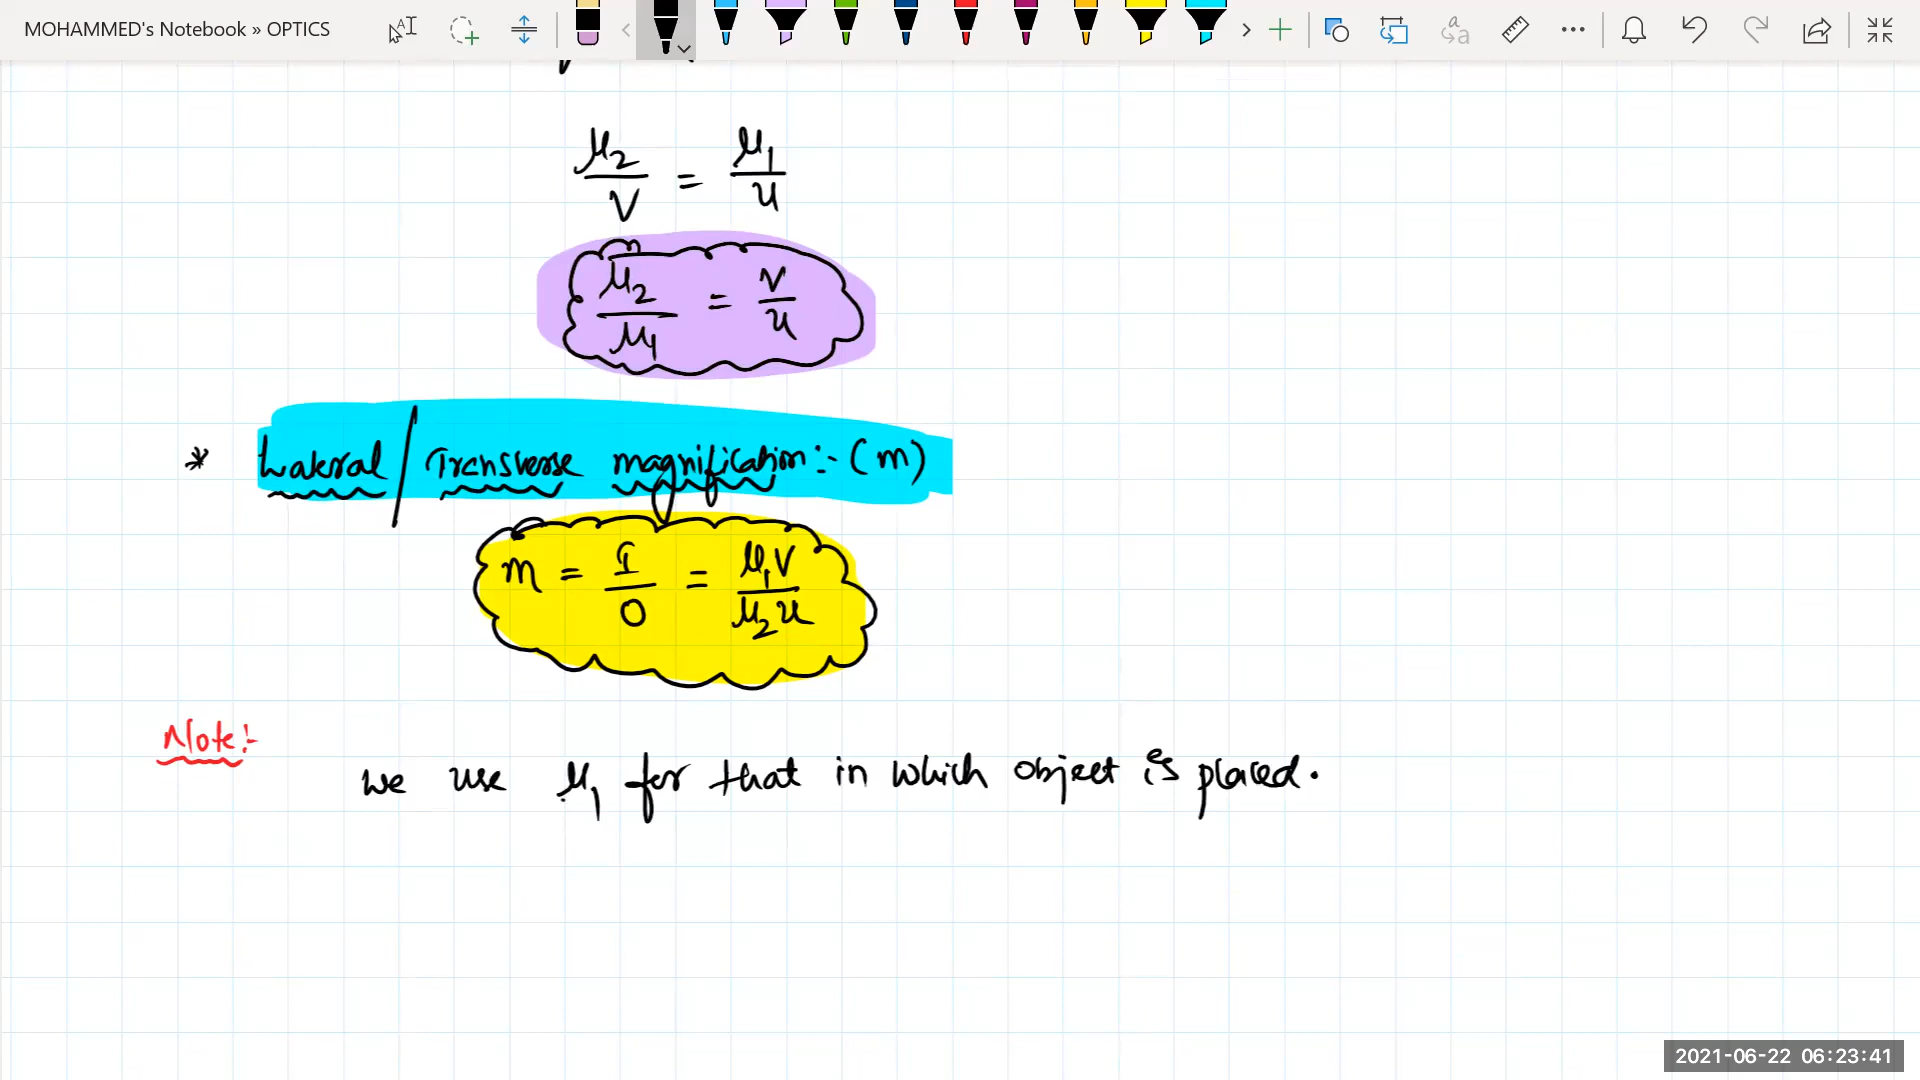 MOHAMMED's Notebook » OPTICS
μ₂/V = μ₁/u
μ₂/μ₁ = v/u
* Lateral / Transverse magnification:- (m)
m = I/O = μ₁V/μ₂u
Note:-
we use μ₁ for that in which object is placed.
2021-06-22 06:23:41